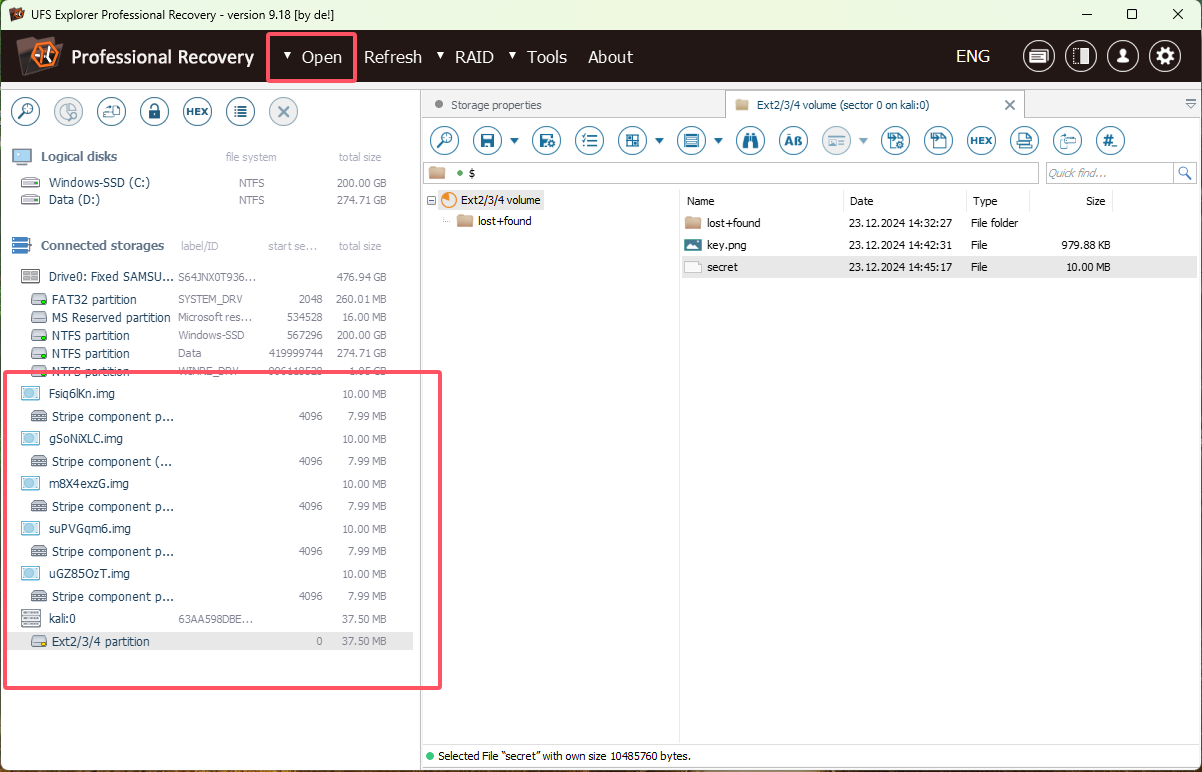 UFS Explorer Professional Recovery - version 9.18 [by de!]
Professional Recovery Open Refresh RAID Tools About ENG
HEX
Storage properties Ext2/3/4 volume (sector 0 on kali:0)
Äß HEX #_
$ Quick find...
Logical disks file system total size
Windows-SSD (C:) NTFS 200.00 GB
Data (D:) NTFS 274.71 GB
Connected storages label/ID start se... total size
Drive0: Fixed SAMSU... S64JNX0T936... 476.94 GB
FAT32 partition SYSTEM_DRV 2048 260.01 MB
MS Reserved partition Microsoft res... 534528 16.00 MB
NTFS partition Windows-SSD 567296 200.00 GB
NTFS partition Data 419999744 274.71 GB
NTFS partition WINRE_DRV
Fsiq6lKn.img 10.00 MB
Stripe component p... 4096 7.99 MB
gSoNiXLC.img 10.00 MB
Stripe component (... 4096 7.99 MB
m8X4exzG.img 10.00 MB
Stripe component p... 4096 7.99 MB
suPVGqm6.img 10.00 MB
Stripe component p... 4096 7.99 MB
uGZ85OzT.img 10.00 MB
Stripe component p... 4096 7.99 MB
kali:0 63AA598DBE... 37.50 MB
Ext2/3/4 partition 0 37.50 MB
Ext2/3/4 volume
lost+found
Name Date Type Size
lost+found 23.12.2024 14:32:27 File folder
key.png 23.12.2024 14:42:31 File 979.88 KB
secret 23.12.2024 14:45:17 File 10.00 MB
Selected File "secret" with own size 10485760 bytes.